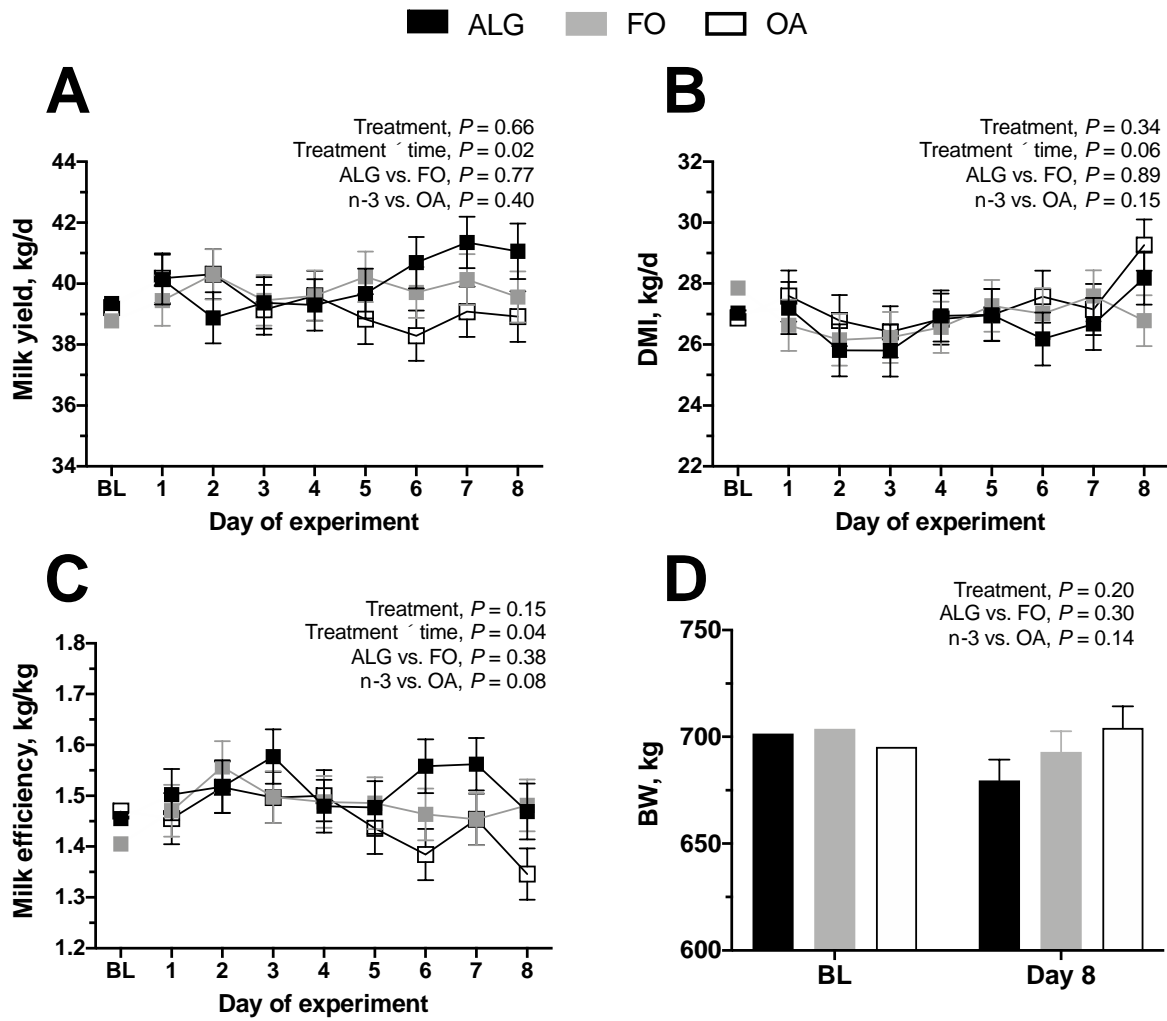 ALG FO OA
A
Treatment, P = 0.66
Treatment ´ time, P = 0.02
ALG vs. FO, P = 0.77
n-3 vs. OA, P = 0.40
Milk yield, kg/d
44
42
40
38
36
34
BL 1 2 3 4 5 6 7 8
Day of experiment
B
Treatment, P = 0.34
Treatment ´ time, P = 0.06
ALG vs. FO, P = 0.89
n-3 vs. OA, P = 0.15
DMI, kg/d
32
30
28
26
24
22
BL 1 2 3 4 5 6 7 8
Day of experiment
C
Treatment, P = 0.15
Treatment ´ time, P = 0.04
ALG vs. FO, P = 0.38
n-3 vs. OA, P = 0.08
Milk efficiency, kg/kg
1.8
1.7
1.6
1.5
1.4
1.3
1.2
BL 1 2 3 4 5 6 7 8
Day of experiment
D
Treatment, P = 0.20
ALG vs. FO, P = 0.30
n-3 vs. OA, P = 0.14
BW, kg
750
700
650
600
BL Day 8